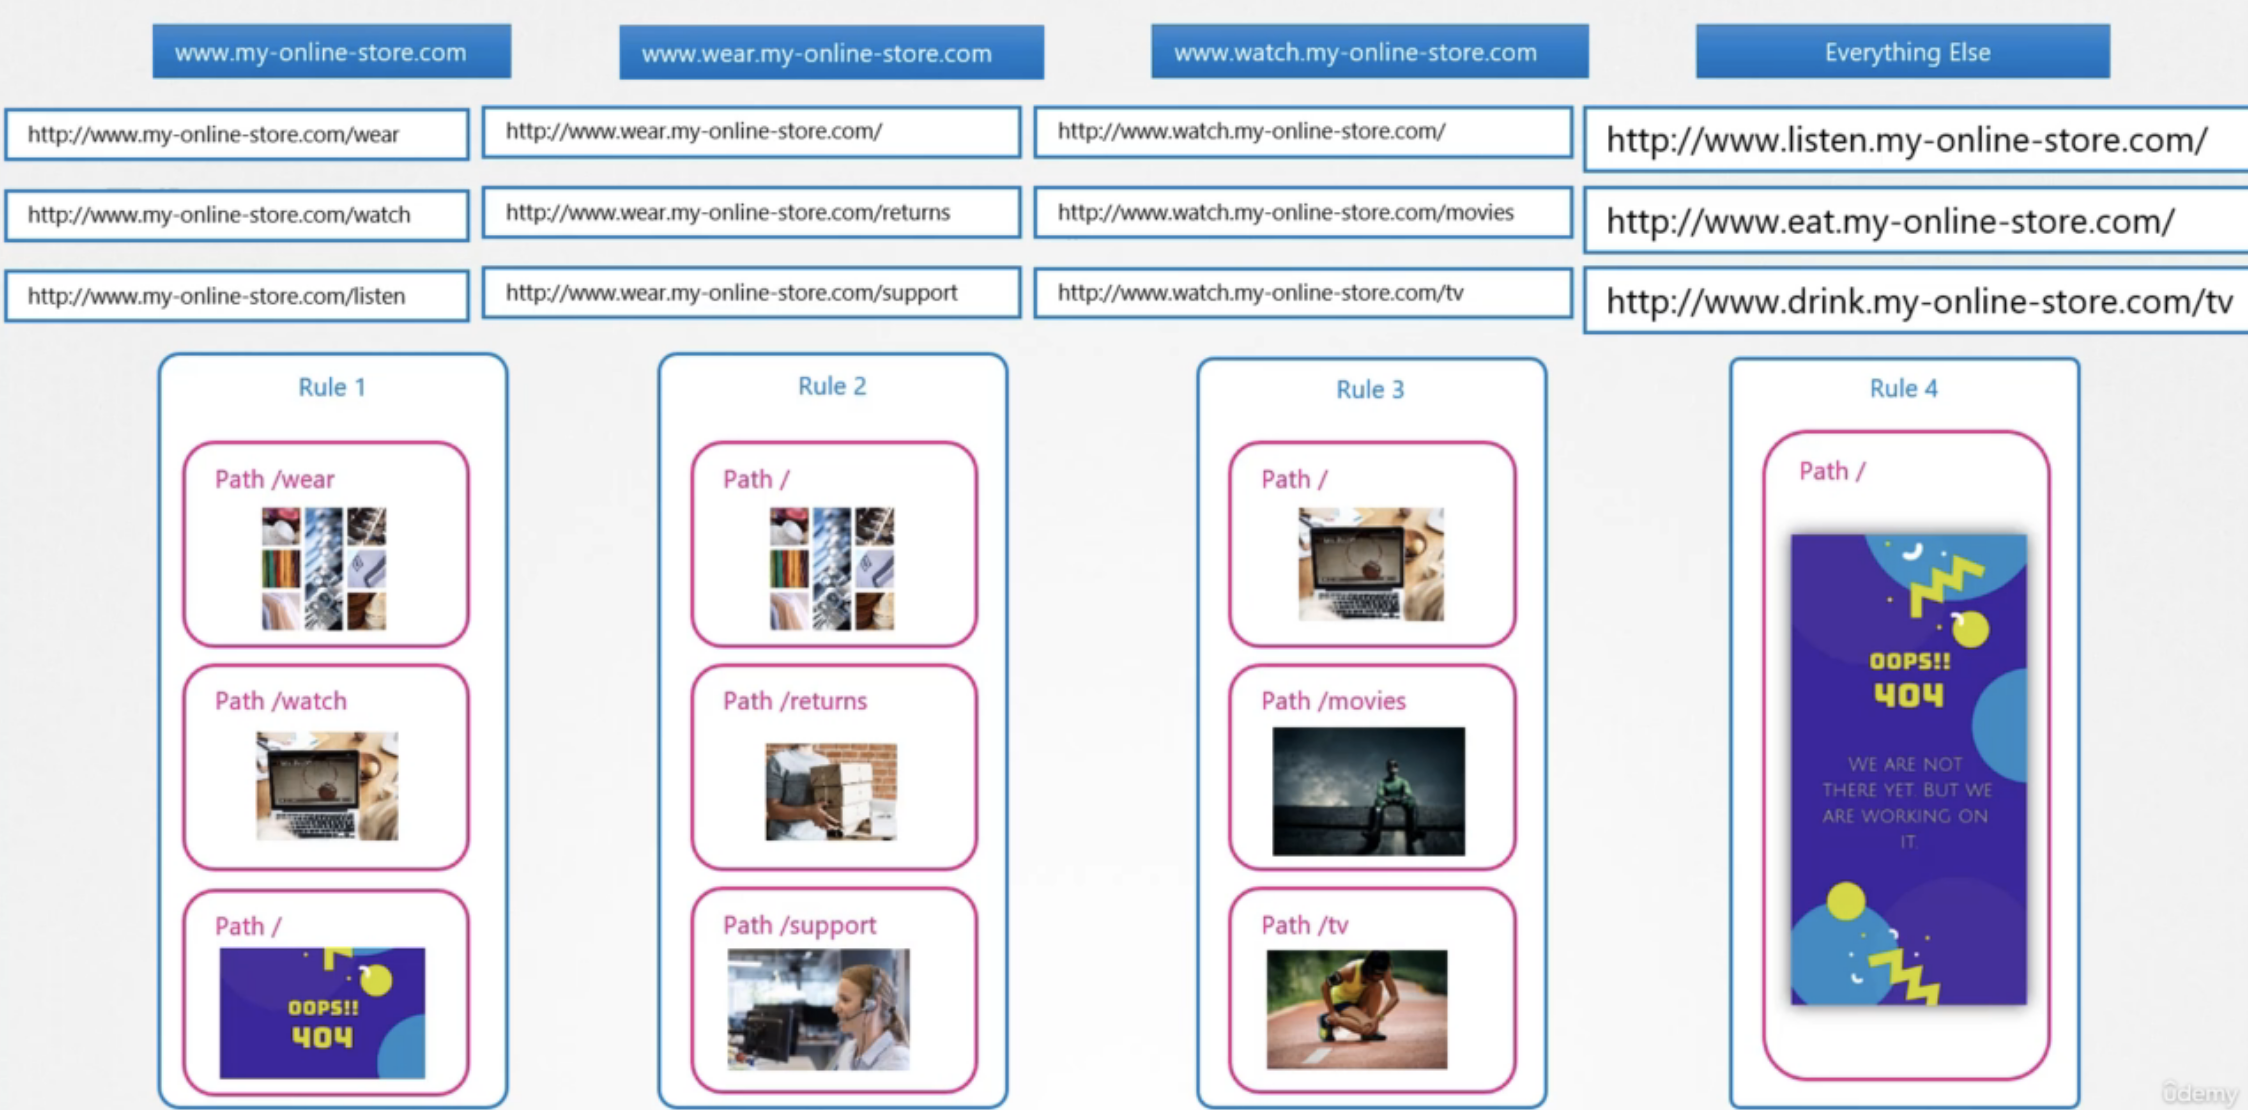 www.my-online-store.com
www.wear.my-online-store.com
www.watch.my-online-store.com
Everything Else
http://www.my-online-store.com/wear
http://www.wear.my-online-store.com/
http://www.watch.my-online-store.com/
http://www.listen.my-online-store.com/
http://www.my-online-store.com/watch
http://www.wear.my-online-store.com/returns
http://www.watch.my-online-store.com/movies
http://www.eat.my-online-store.com/
http://www.my-online-store.com/listen
http://www.wear.my-online-store.com/support
http://www.watch.my-online-store.com/tv
http://www.drink.my-online-store.com/tv
Rule 1
Path /wear
Path /watch
Path /
OOPS!!
404
Rule 2
Path /
Path /returns
Path /support
Rule 3
Path /
Path /movies
Path /tv
Rule 4
Path /
OOPS!!
404
WE ARE NOT
THERE YET BUT WE
ARE WORKING ON
IT
ûdemy